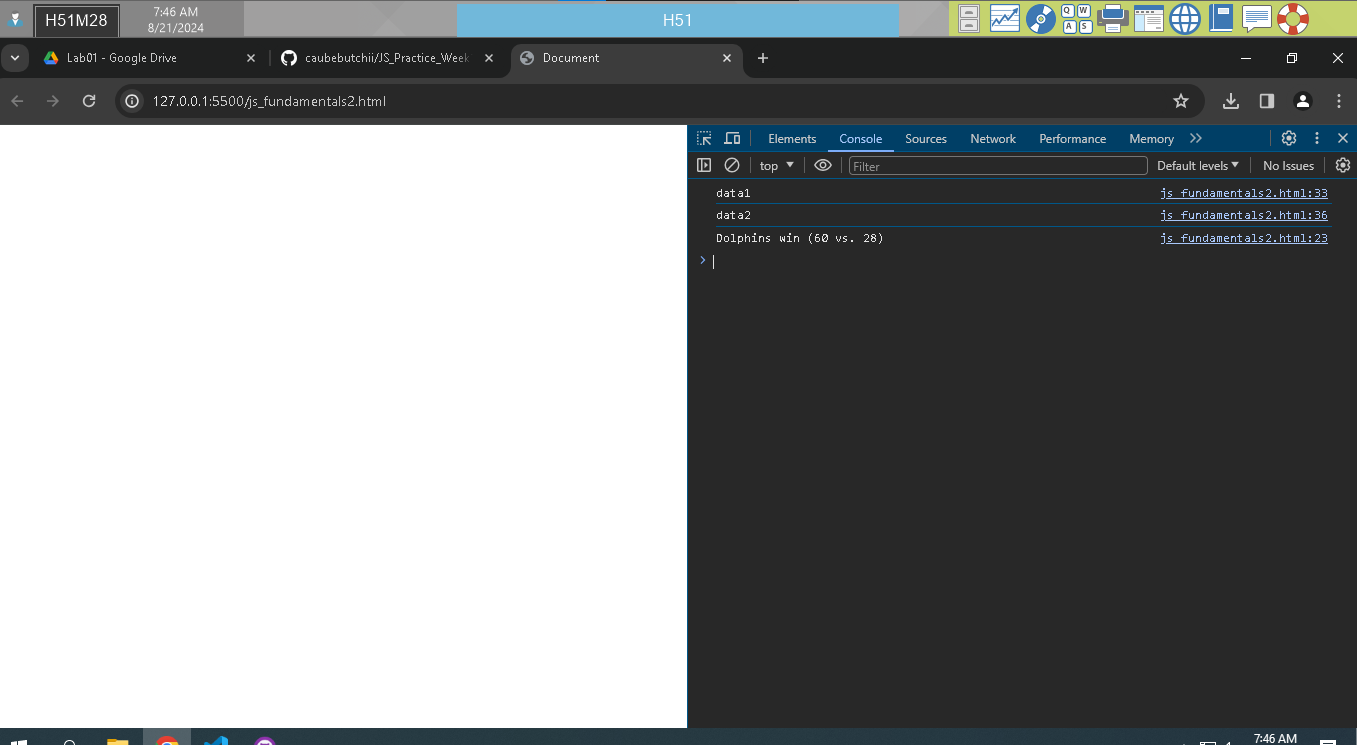 H51M28
7:46 AM
8/21/2024
H51
Q W
A S
Lab01 - Google Drive
caubebutchii/JS_Practice_Week
Document
127.0.0.1:5500/js_fundamentals2.html
Elements Console Sources Network Performance Memory
top Filter Default levels No Issues
data1 js_fundamentals2.html:33
data2 js_fundamentals2.html:36
Dolphins win (60 vs. 28) js_fundamentals2.html:23
7:46 AM